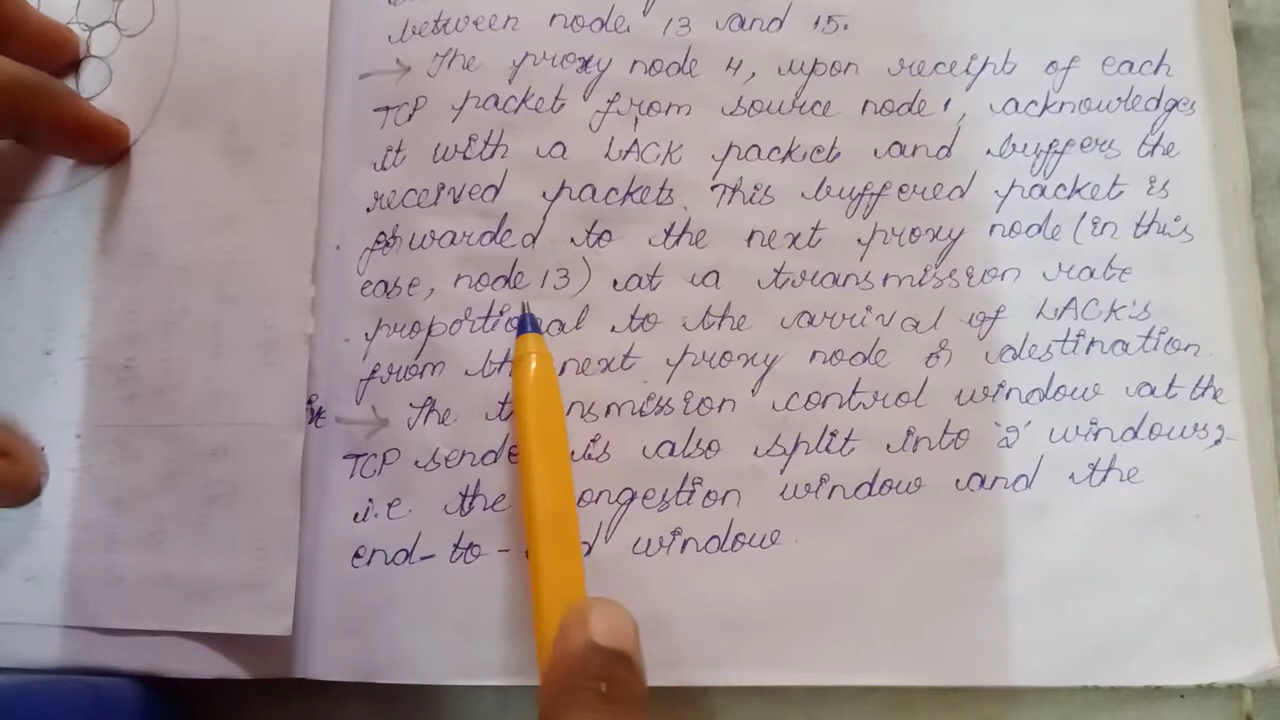 between node 13 and 15.
→ The proxy node 4, upon receipt of each
TCP packet from source node 1, acknowledges
it with a LACK packet and buffers the
received packets. This buffered packet is
forwarded to the next proxy node (in this
case, node 13) at a transmission rate
proportional to the arrival of LACK's
from the next proxy node or destination.
→ The transmission control window at the
TCP sender is also split into '2' windows,
i.e the congestion window and the
end-to-end window.